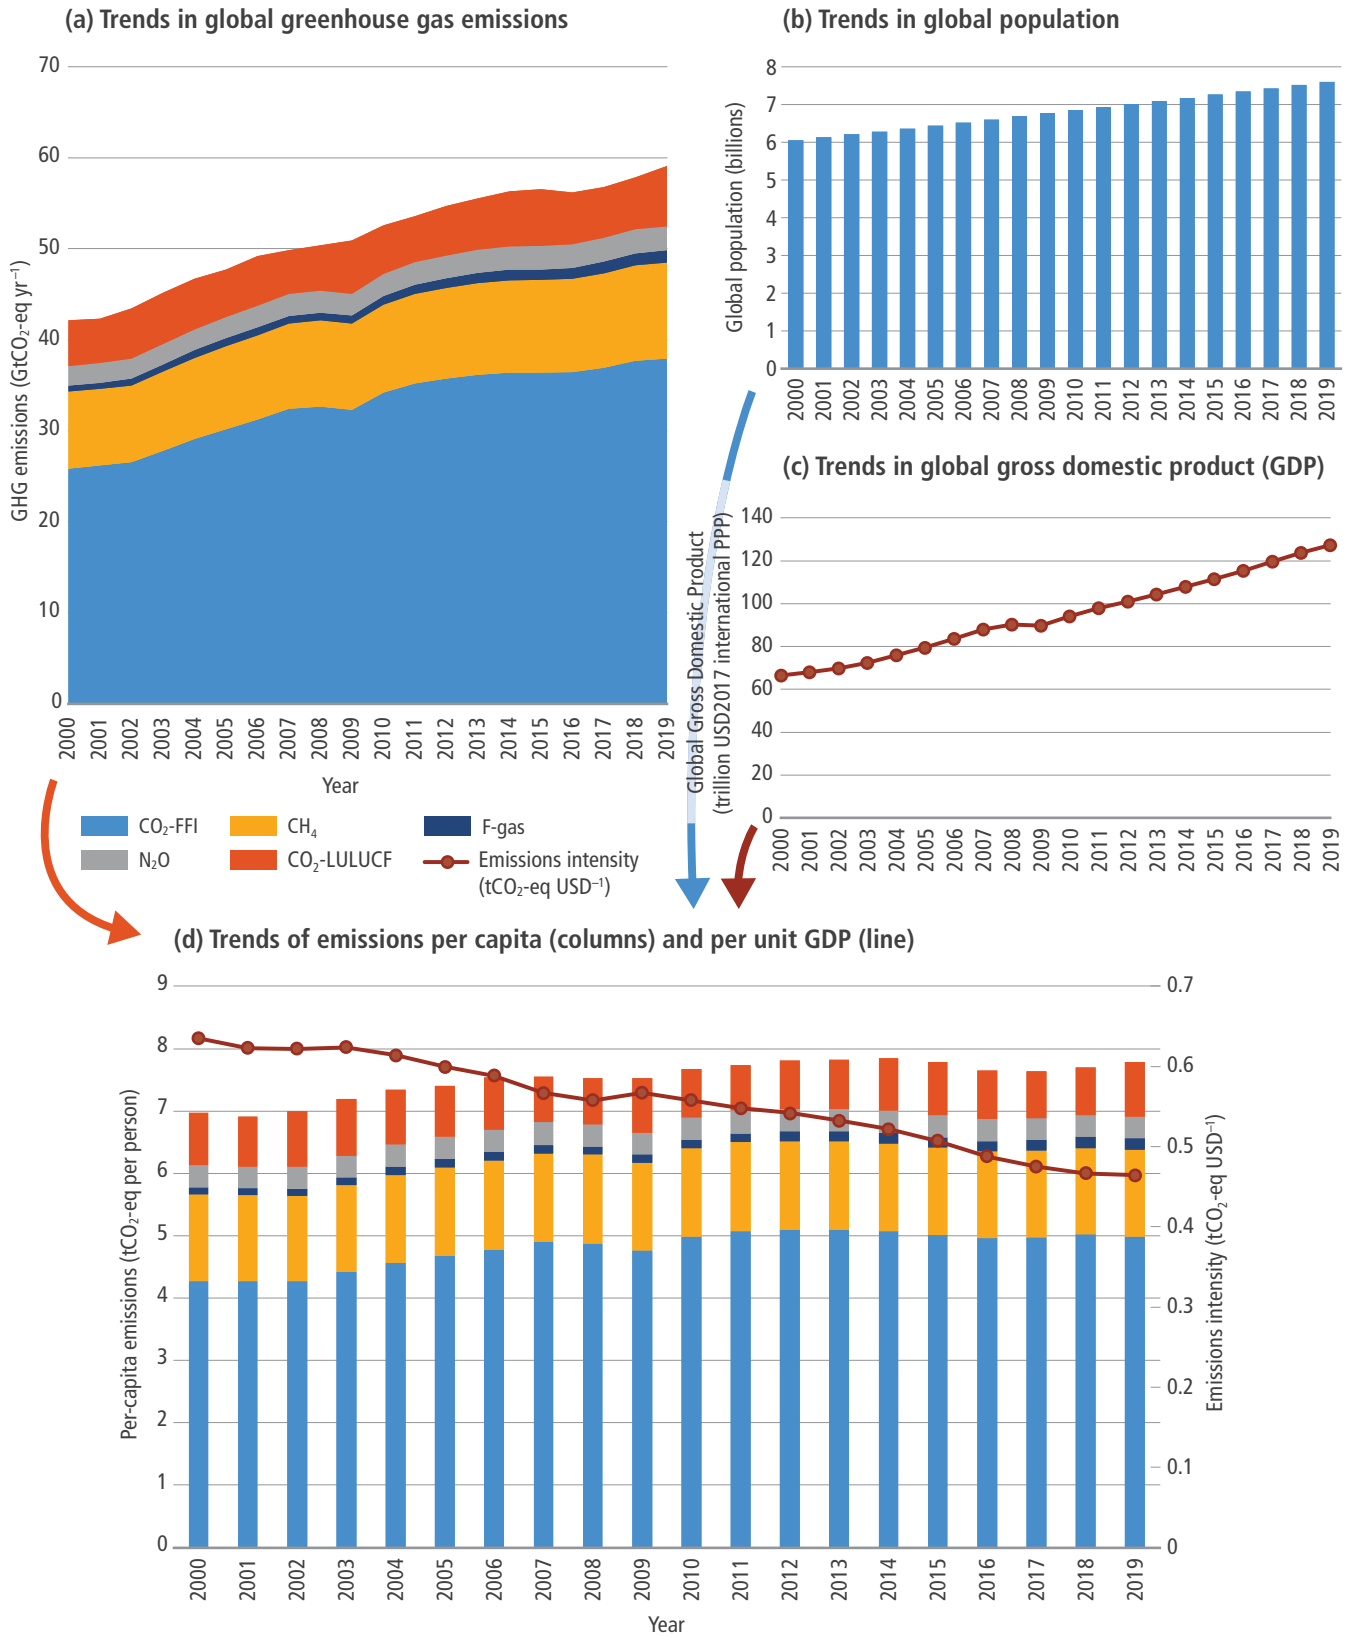 (a) Trends in global greenhouse gas emissions
GHG emissions (GtCO₂-eq yr⁻¹)
70
60
50
40
30
20
10
0
2000 2001 2002 2003 2004 2005 2006 2007 2008 2009 2010 2011 2012 2013 2014 2015 2016 2017 2018 2019
Year
(b) Trends in global population
Global population (billions)
8
7
6
5
4
3
2
1
0
2000 2001 2002 2003 2004 2005 2006 2007 2008 2009 2010 2011 2012 2013 2014 2015 2016 2017 2018 2019
(c) Trends in global gross domestic product (GDP)
Global Gross Domestic Product
(trillion USD2017 international PPP)
140
120
100
80
60
40
20
0
2000 2001 2002 2003 2004 2005 2006 2007 2008 2009 2010 2011 2012 2013 2014 2015 2016 2017 2018 2019
CO₂-FFI
CH₄
F-gas
N₂O
CO₂-LULUCF
Emissions intensity
(tCO₂-eq USD⁻¹)
(d) Trends of emissions per capita (columns) and per unit GDP (line)
Per-capita emissions (tCO₂-eq per person)
9
8
7
6
5
4
3
2
1
0
0.7
0.6
0.5
0.4
0.3
0.2
0.1
0
Emissions intensity (tCO₂-eq USD⁻¹)
2000 2001 2002 2003 2004 2005 2006 2007 2008 2009 2010 2011 2012 2013 2014 2015 2016 2017 2018 2019
Year